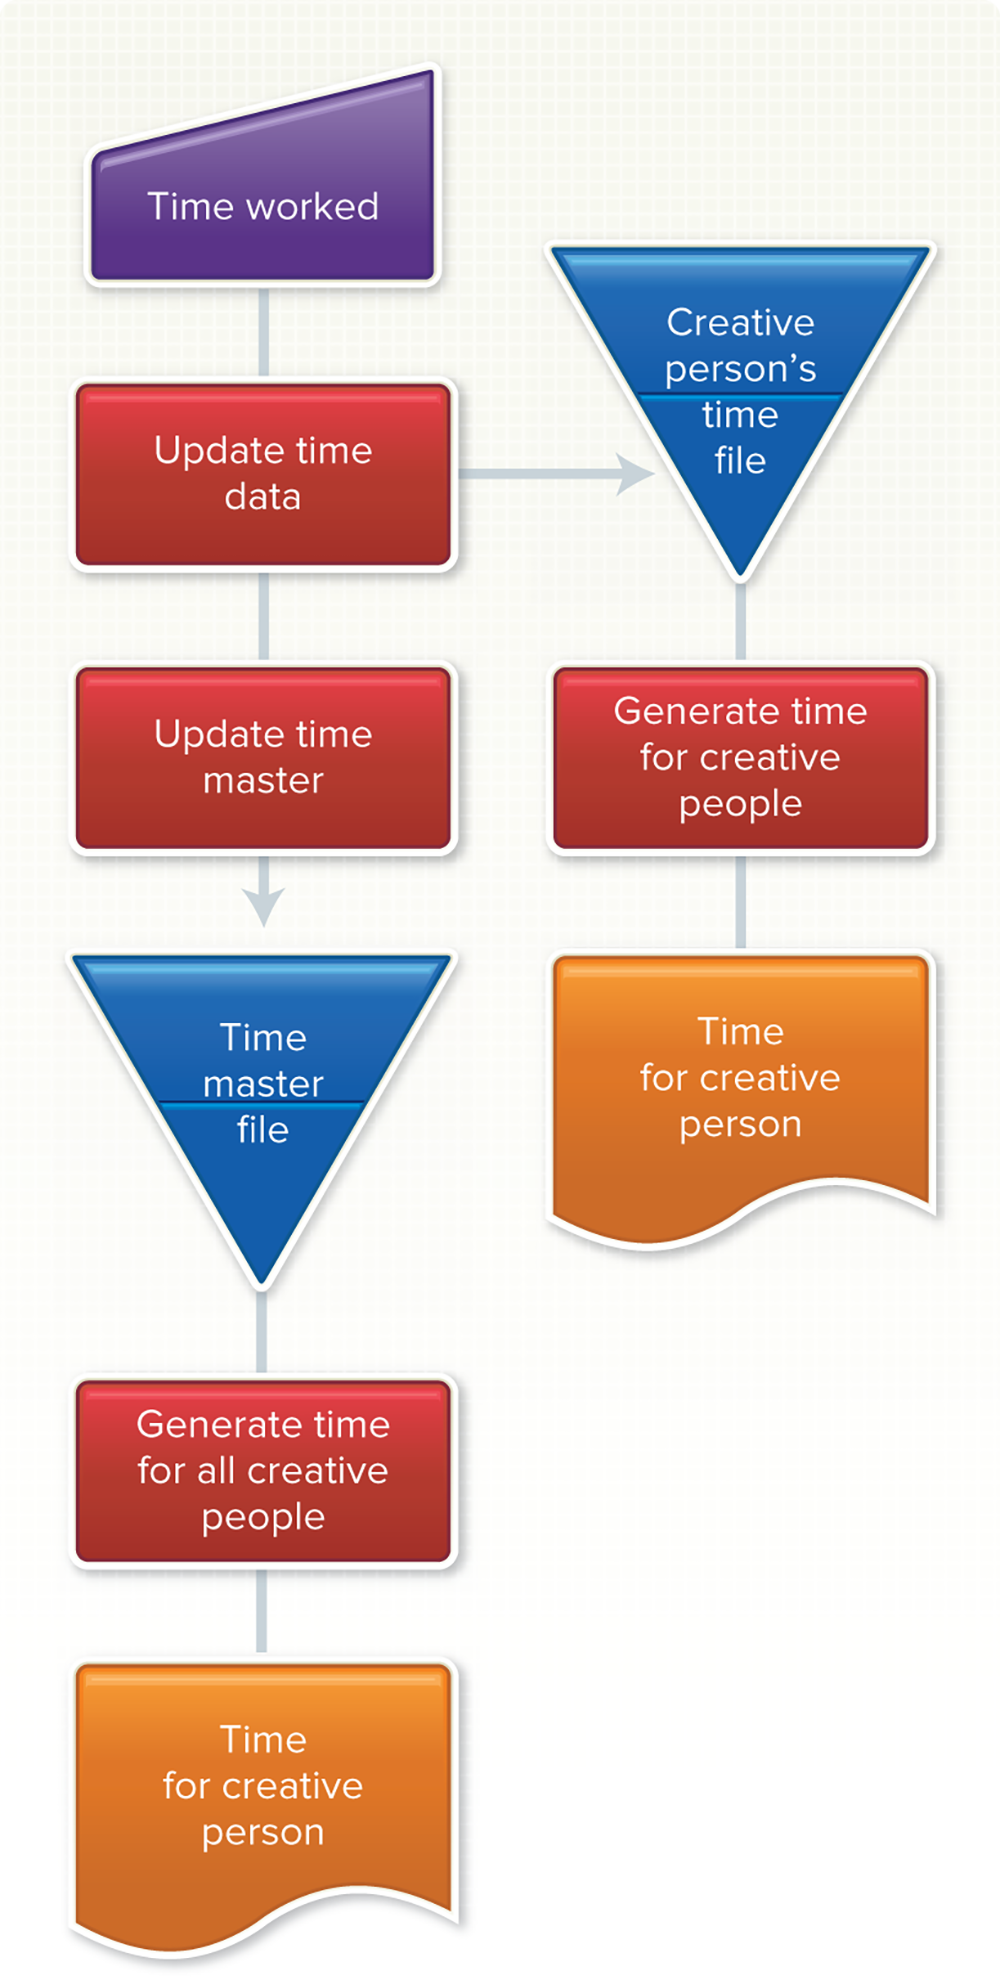 Time worked
Update time
data
Creative
person’s
time
file
Update time
master
Generate time
for creative
people
Time
master
file
Time
for creative
person
Generate time
for all creative
people
Time
for creative
person